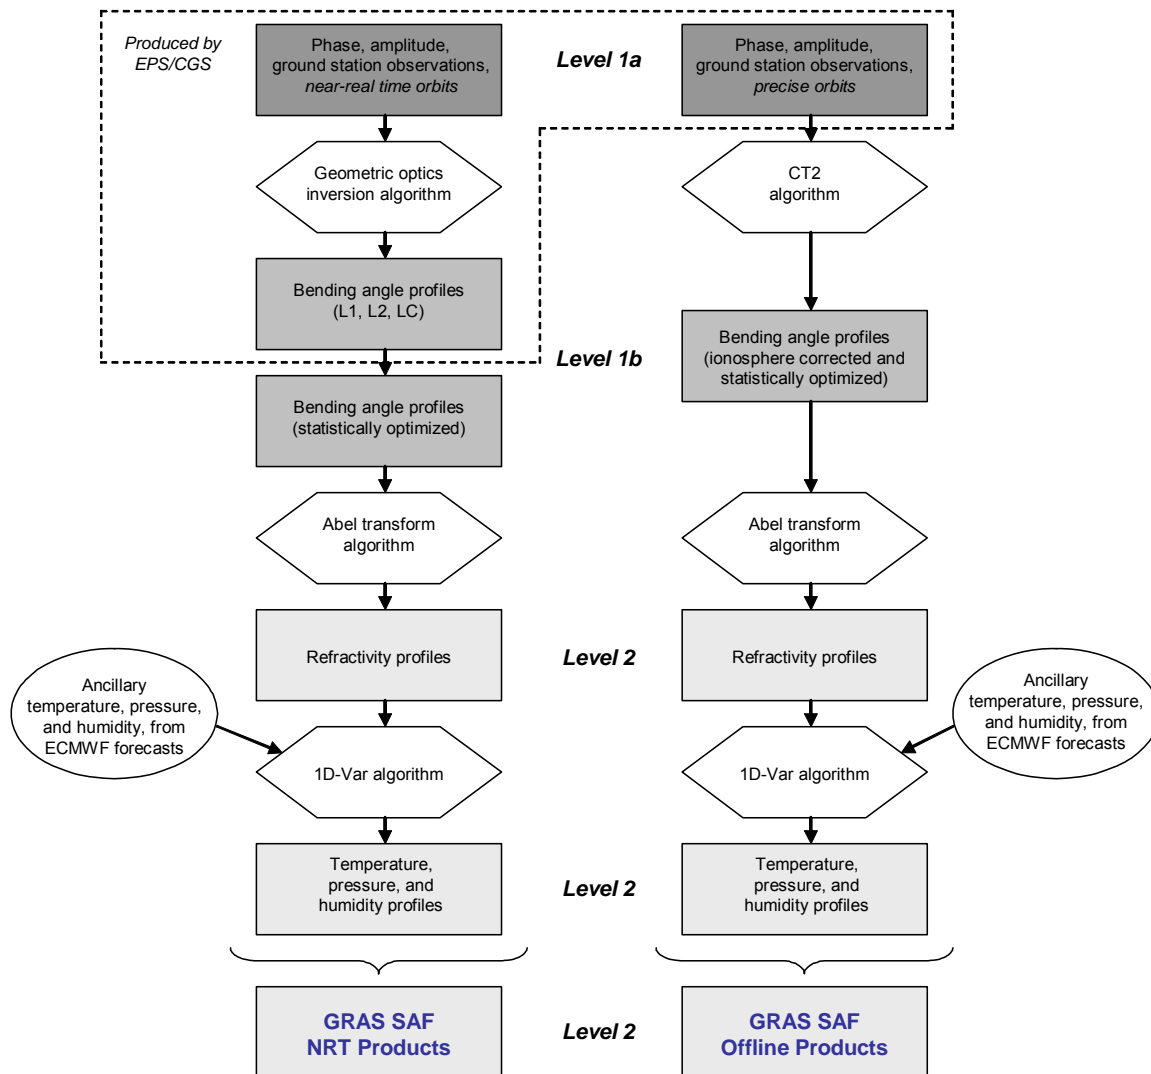 Produced by
EPS/CGS
Phase, amplitude,
ground station observations,
near-real time orbits
Level 1a
Phase, amplitude,
ground station observations,
precise orbits
Geometric optics
inversion algorithm
CT2
algorithm
Bending angle profiles
(L1, L2, LC)
Level 1b
Bending angle profiles
(ionosphere corrected and
statistically optimized)
Bending angle profiles
(statistically optimized)
Abel transform
algorithm
Abel transform
algorithm
Refractivity profiles
Level 2
Refractivity profiles
Ancillary
temperature, pressure,
and humidity, from
ECMWF forecasts
Ancillary
temperature, pressure,
and humidity, from
ECMWF forecasts
1D-Var algorithm
1D-Var algorithm
Temperature,
pressure, and
humidity profiles
Level 2
Temperature,
pressure, and
humidity profiles
GRAS SAF
NRT Products
Level 2
GRAS SAF
Offline Products